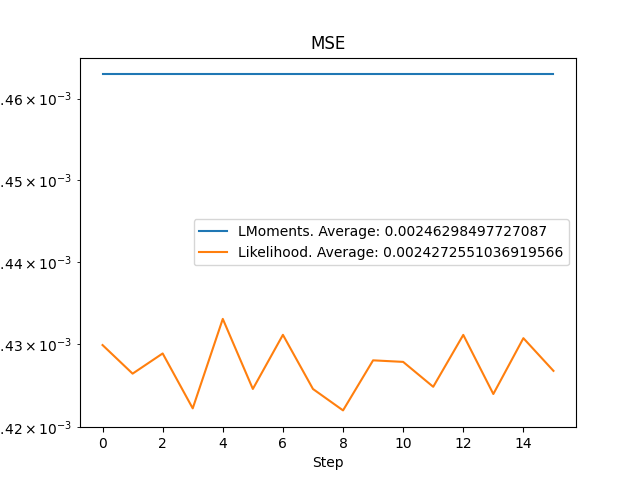 MSE
.46 × 10⁻³
.45 × 10⁻³
LMoments. Average: 0.00246298497727087
Likelihood. Average: 0.0024272551036919566
.44 × 10⁻³
.43 × 10⁻³
.42 × 10⁻³
0 2 4 6 8 10 12 14
Step